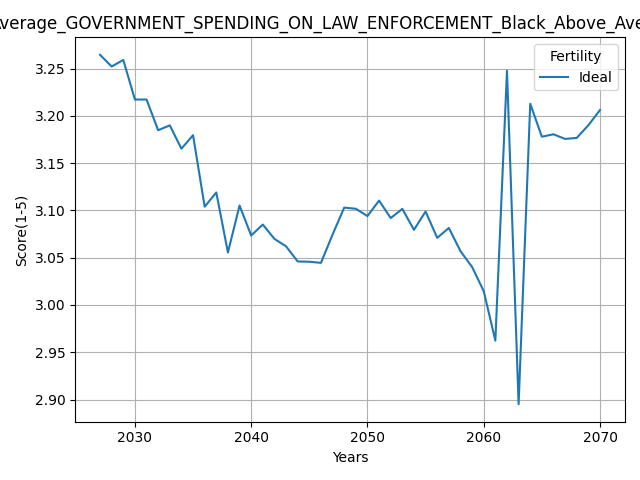 verage_GOVERNMENT_SPENDING_ON_LAW_ENFORCEMENT_Black_Above_Ave
Fertility
Ideal
3.25
3.20
3.15
3.10
3.05
3.00
2.95
2.90
Score(1-5)
2030 2040 2050 2060 2070
Years